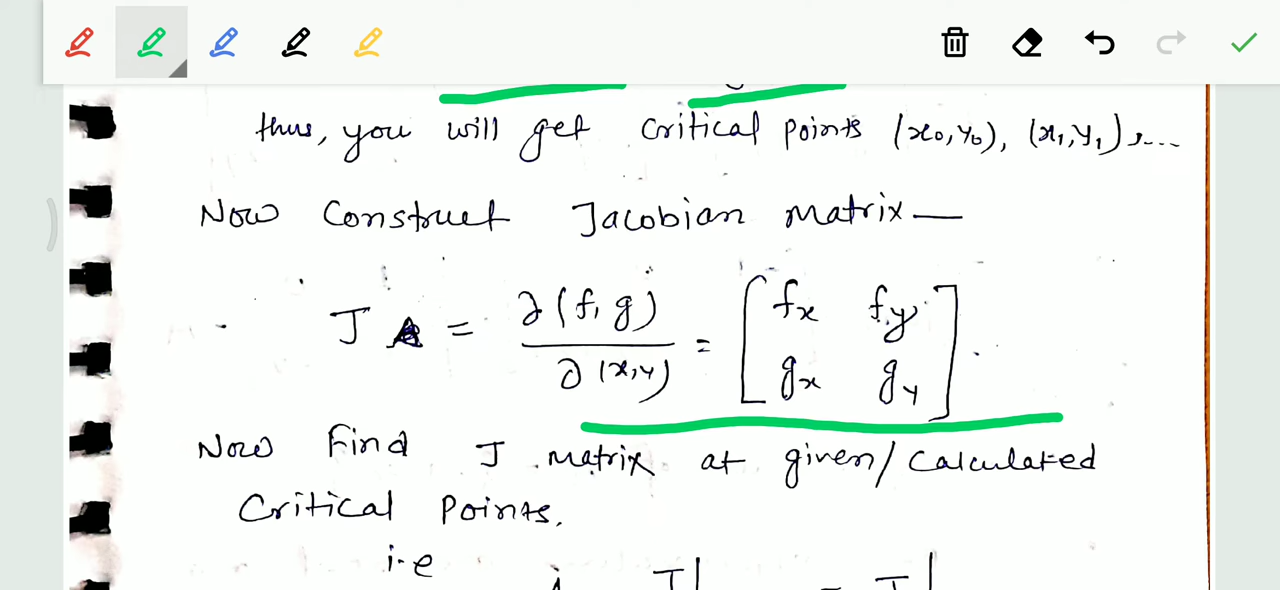 thus, you will get critical points (x₀,y₀), (x₁,y₁),....
Now Construct Jacobian matrix —
J = ∂(f, g) / ∂(x,y) = [ fx fy ; gx gy ]
Now Find J matrix at given/calculated
Critical Points.
i.e
J| = J|